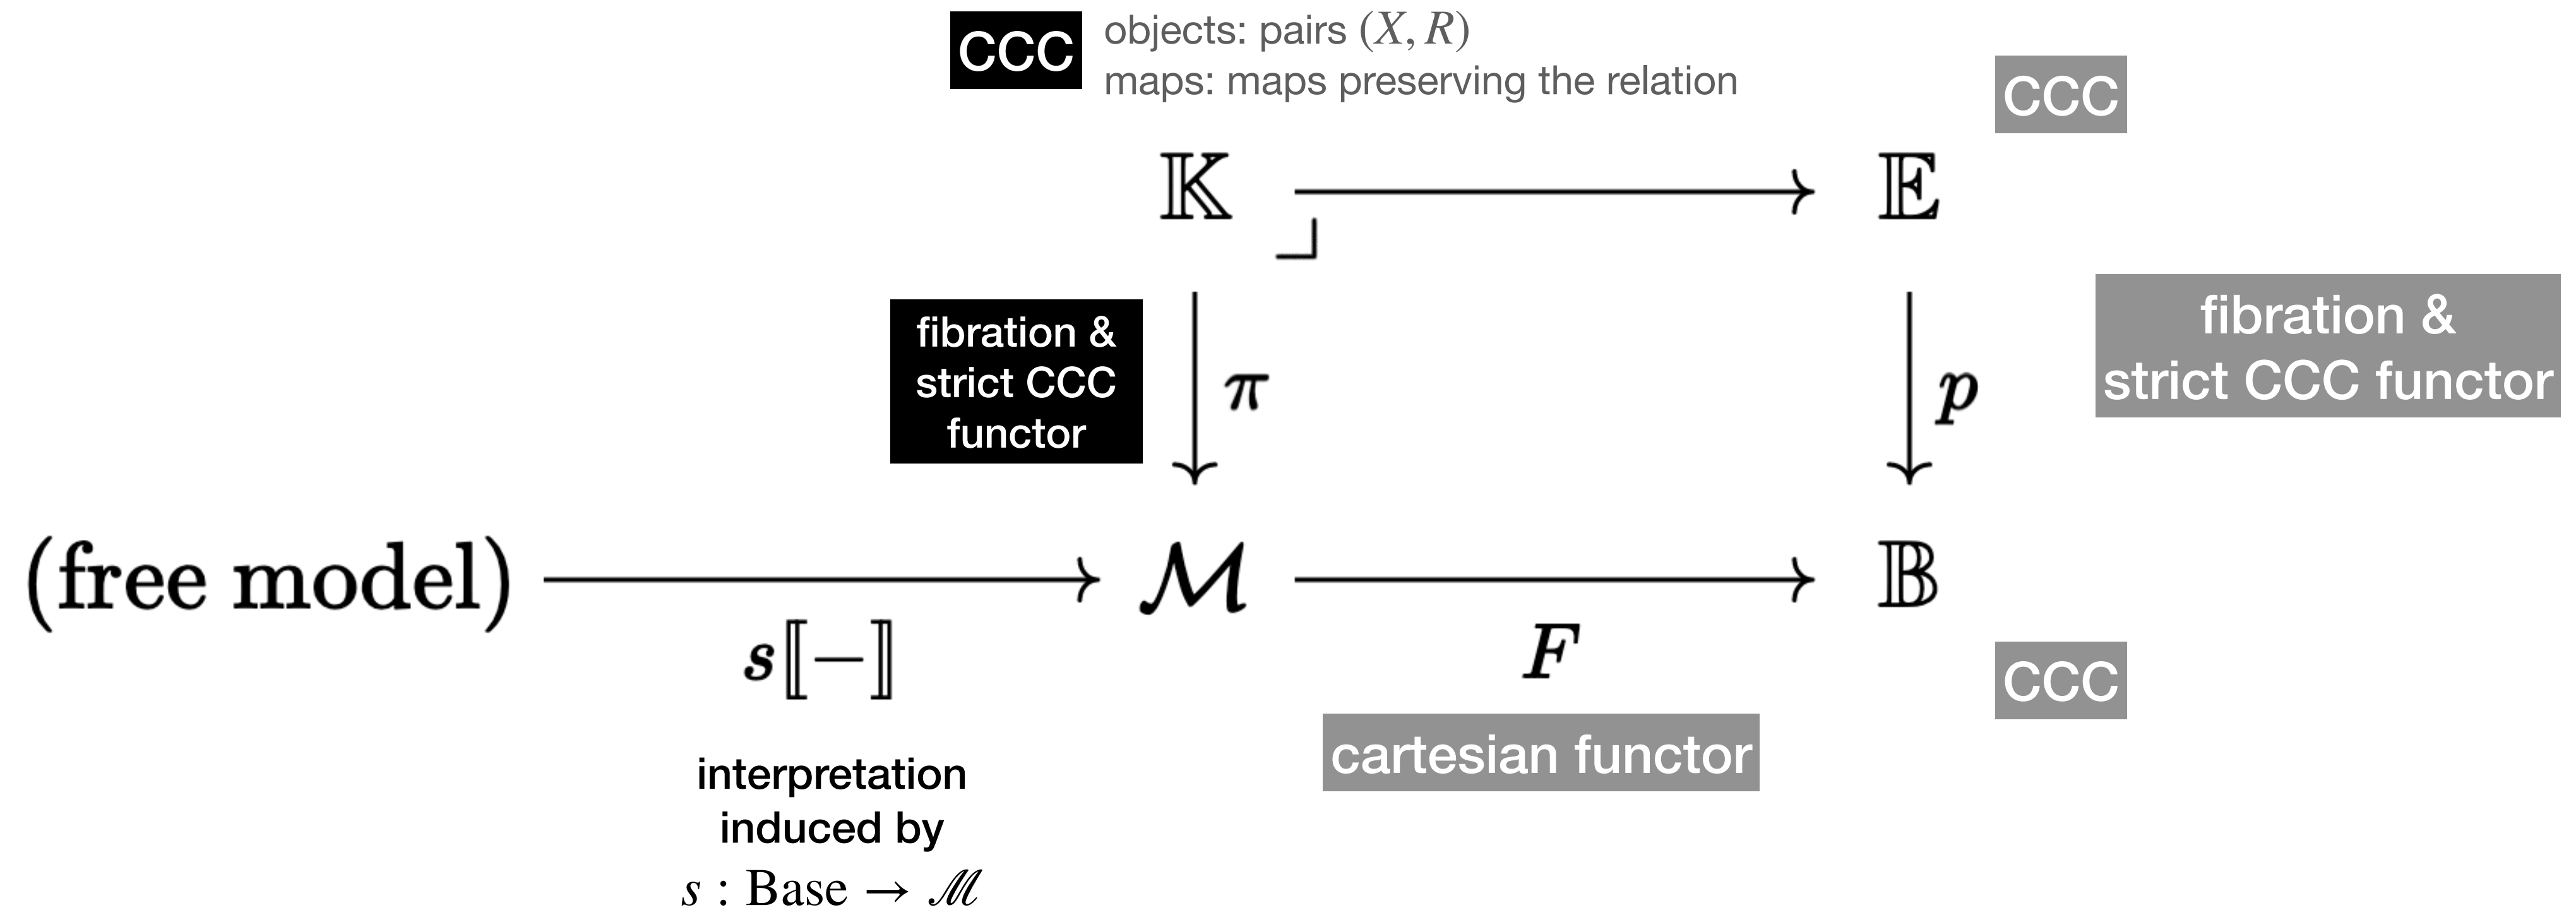 CCC
objects: pairs (X, R)
maps: maps preserving the relation
CCC
𝕂
𝔼
fibration &
strict CCC
functor
π
p
fibration &
strict CCC functor
(free model)
ℳ
𝔹
s⟦−⟧
F
CCC
cartesian functor
interpretation
induced by
s : Base → ℳ